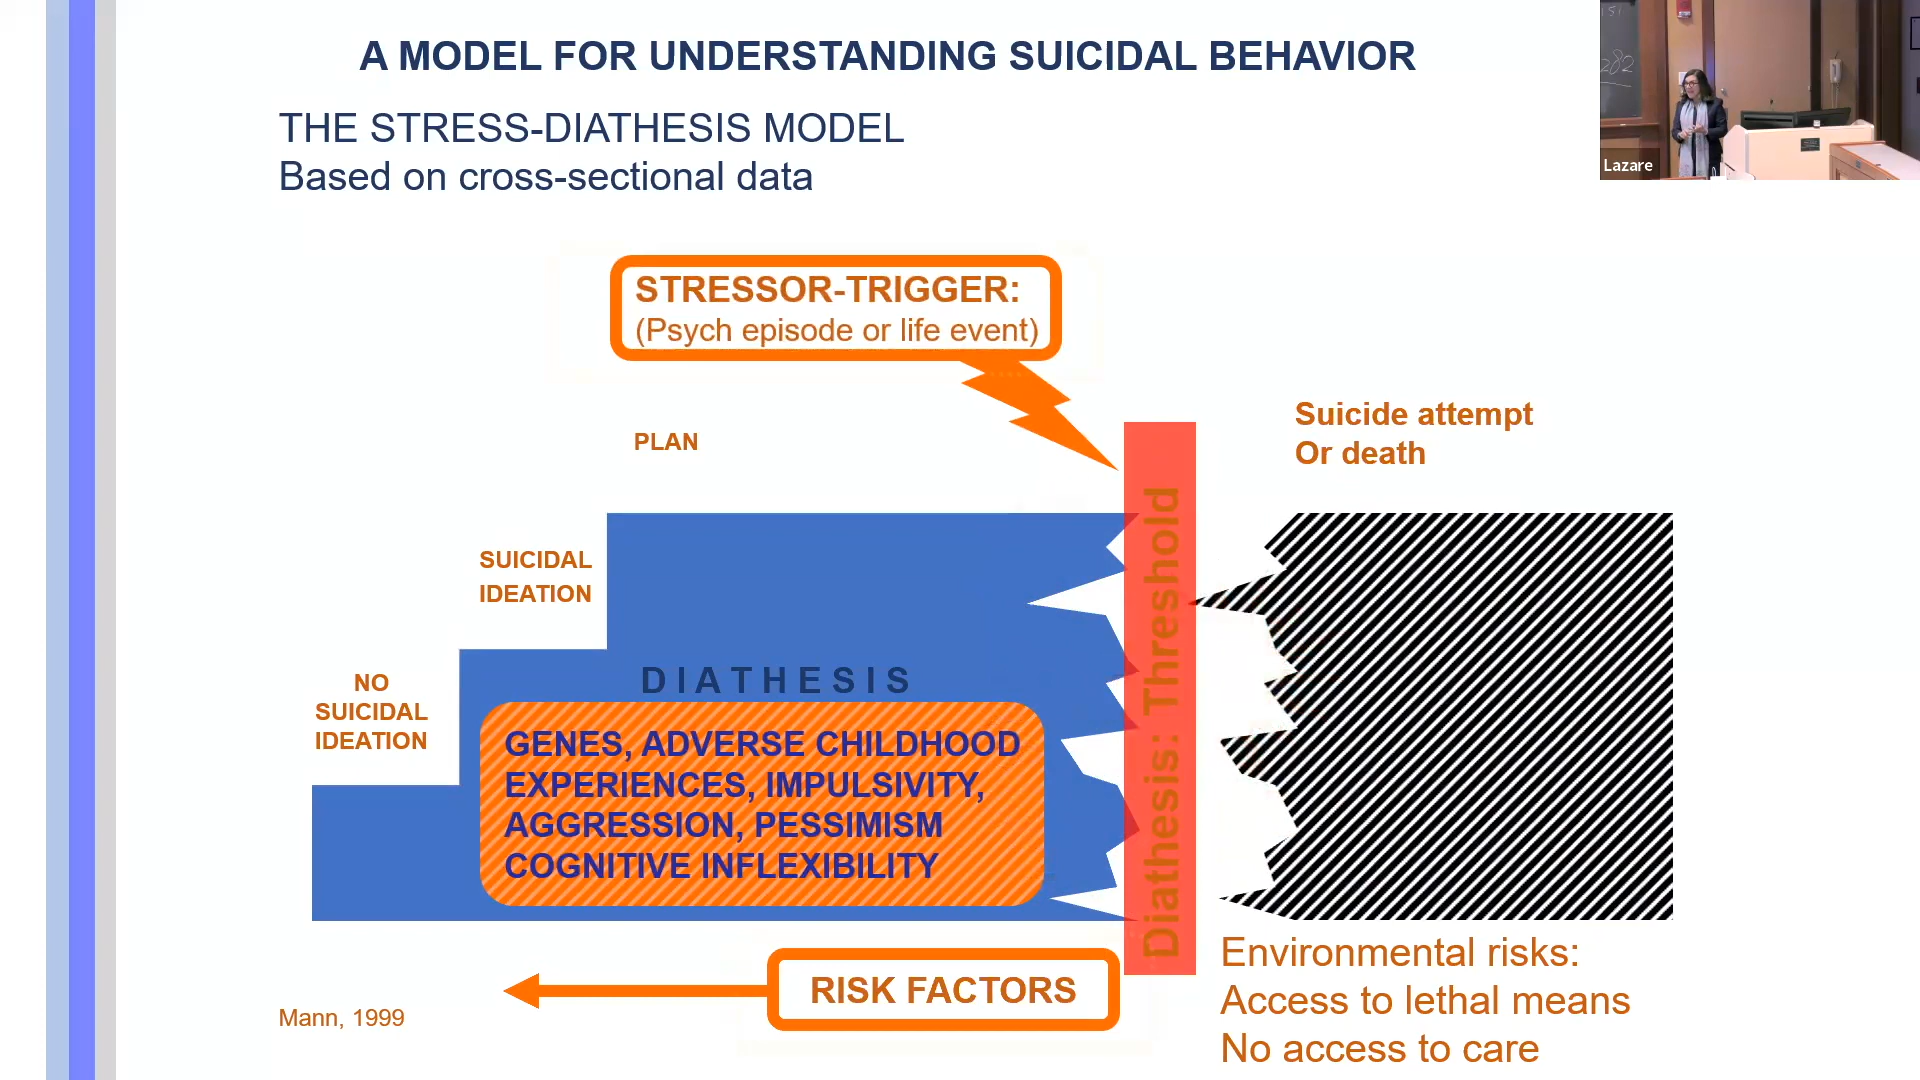 A MODEL FOR UNDERSTANDING SUICIDAL BEHAVIOR
THE STRESS-DIATHESIS MODEL
Based on cross-sectional data
Lazare
282
STRESSOR-TRIGGER:
(Psych episode or life event)
PLAN
Suicide attempt
Or death
SUICIDAL
IDEATION
NO
SUICIDAL
IDEATION
DIATHESIS
GENES, ADVERSE CHILDHOOD
EXPERIENCES, IMPULSIVITY,
AGGRESSION, PESSIMISM
COGNITIVE INFLEXIBILITY
Diathesis: Threshold
RISK FACTORS
Environmental risks:
Access to lethal means
No access to care
Mann, 1999